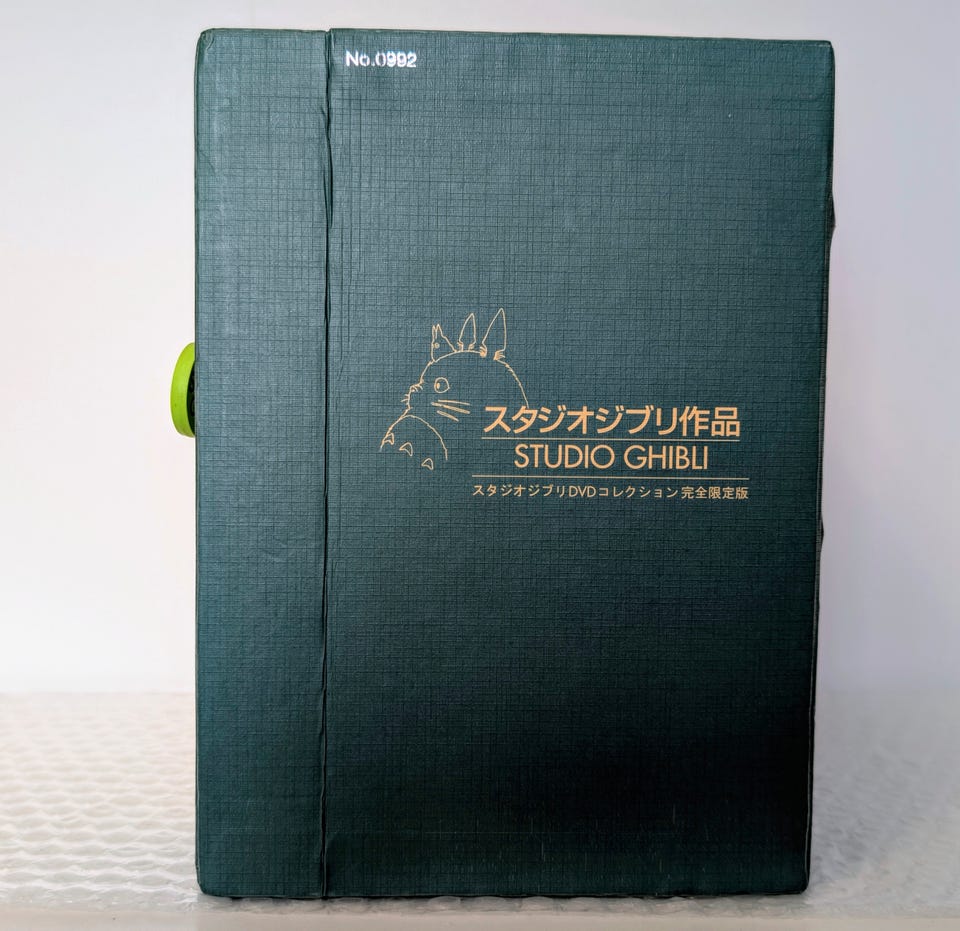 No.0992
スタジオジブリ作品
STUDIO GHIBLI
スタジオジブリDVDコレクション 完全限定版